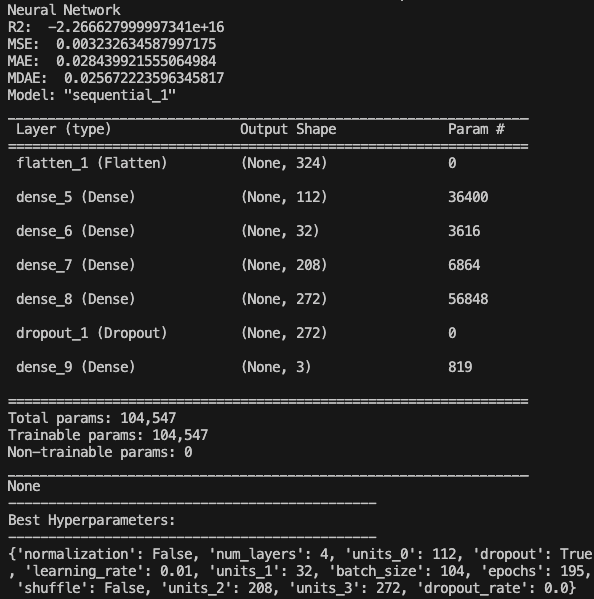 Neural Network
R2:  -2.266627999997341e+16
MSE:  0.003232634587997175
MAE:  0.028439921555064984
MDAE:  0.025672223596345817
Model: "sequential_1"
_________________________________________________________________
Layer (type)                Output Shape              Param #
=================================================================
flatten_1 (Flatten)         (None, 324)               0
dense_5 (Dense)             (None, 112)               36400
dense_6 (Dense)             (None, 32)                3616
dense_7 (Dense)             (None, 208)               6864
dense_8 (Dense)             (None, 272)               56848
dropout_1 (Dropout)         (None, 272)               0
dense_9 (Dense)             (None, 3)                 819
=================================================================
Total params: 104,547
Trainable params: 104,547
Non-trainable params: 0
_________________________________________________________________
None
----------------------------------------------
Best Hyperparameters:
----------------------------------------------
{'normalization': False, 'num_layers': 4, 'units_0': 112, 'dropout': True
, 'learning_rate': 0.01, 'units_1': 32, 'batch_size': 104, 'epochs': 195,
'shuffle': False, 'units_2': 208, 'units_3': 272, 'dropout_rate': 0.0}